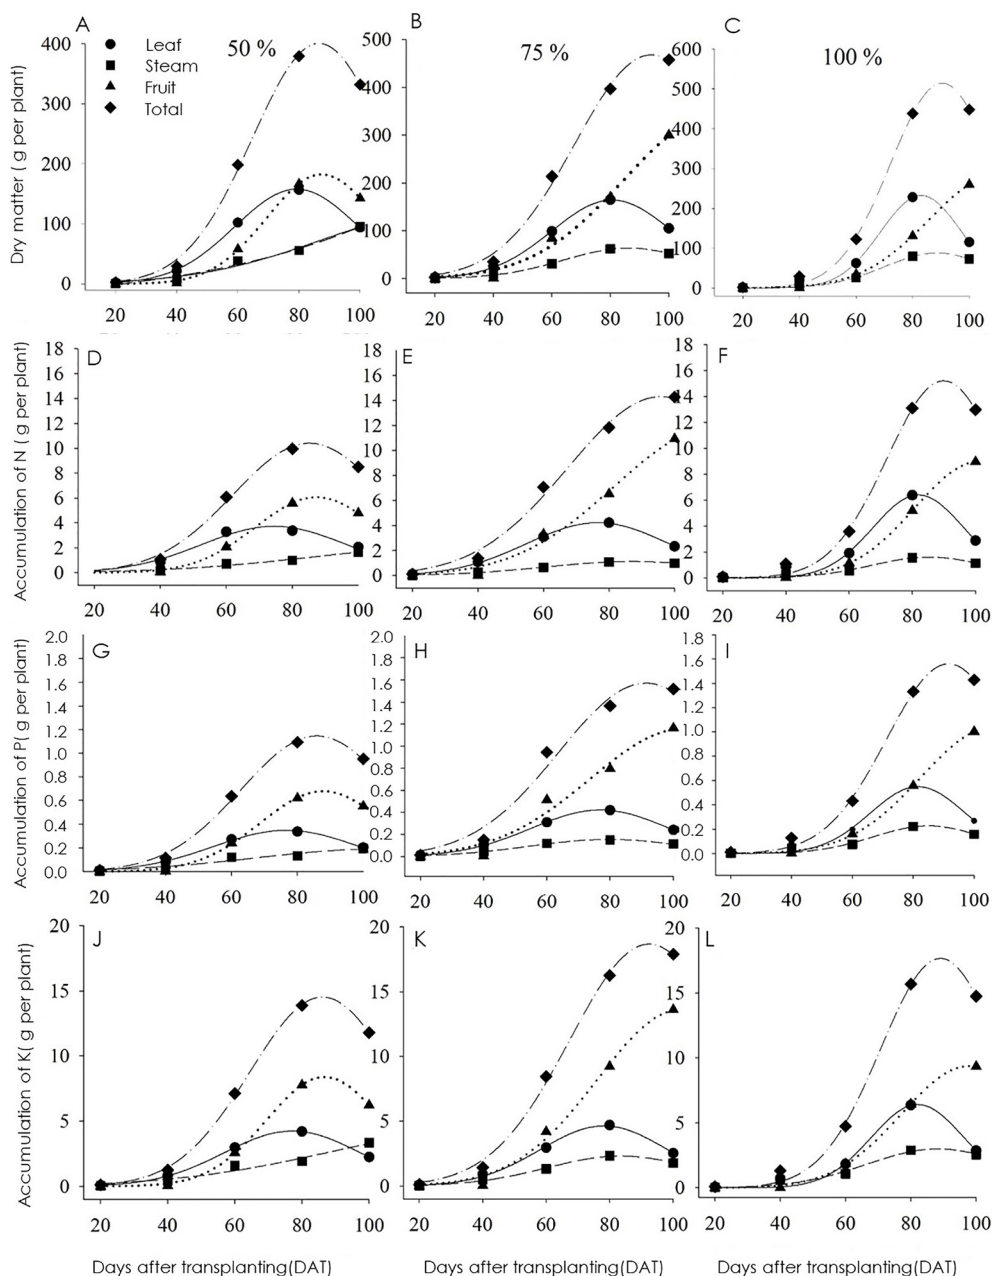 A
B
C
50 %
75 %
100 %
Leaf
Steam
Fruit
Total
Dry matter ( g per plant)
400
300
200
100
0
20 40 60 80 100
500
400
300
200
100
0
20 40 60 80 100
600
500
400
300
200
100
0
20 40 60 80 100
D
Accumulation of N ( g per plant)
18
16
14
12
10
8
6
4
2
0
20 40 60 80 100
E
18
16
14
12
10
8
6
4
2
0
20 40 60 80 100
F
18
16
14
12
10
8
6
4
2
0
20 40 60 80 100
G
Accumulation of P( g per plant)
2.0
1.8
1.6
1.4
1.2
1.0
0.8
0.6
0.4
0.2
0.0
20 40 60 80 100
H
2.0
1.8
1.6
1.4
1.2
1.0
0.8
0.6
0.4
0.2
0.0
20 40 60 80 100
I
1.8
1.6
1.4
1.2
1.0
0.8
0.6
0.4
0.2
0.0
20 40 60 80 100
J
Accumulation of K( g per plant)
20
15
10
5
0
20 40 60 80 100
K
20
15
10
5
0
20 40 60 80 100
L
20
15
10
5
0
20 40 60 80 100
Days after transplanting(DAT)
Days after transplanting(DAT)
Days after transplanting(DAT)